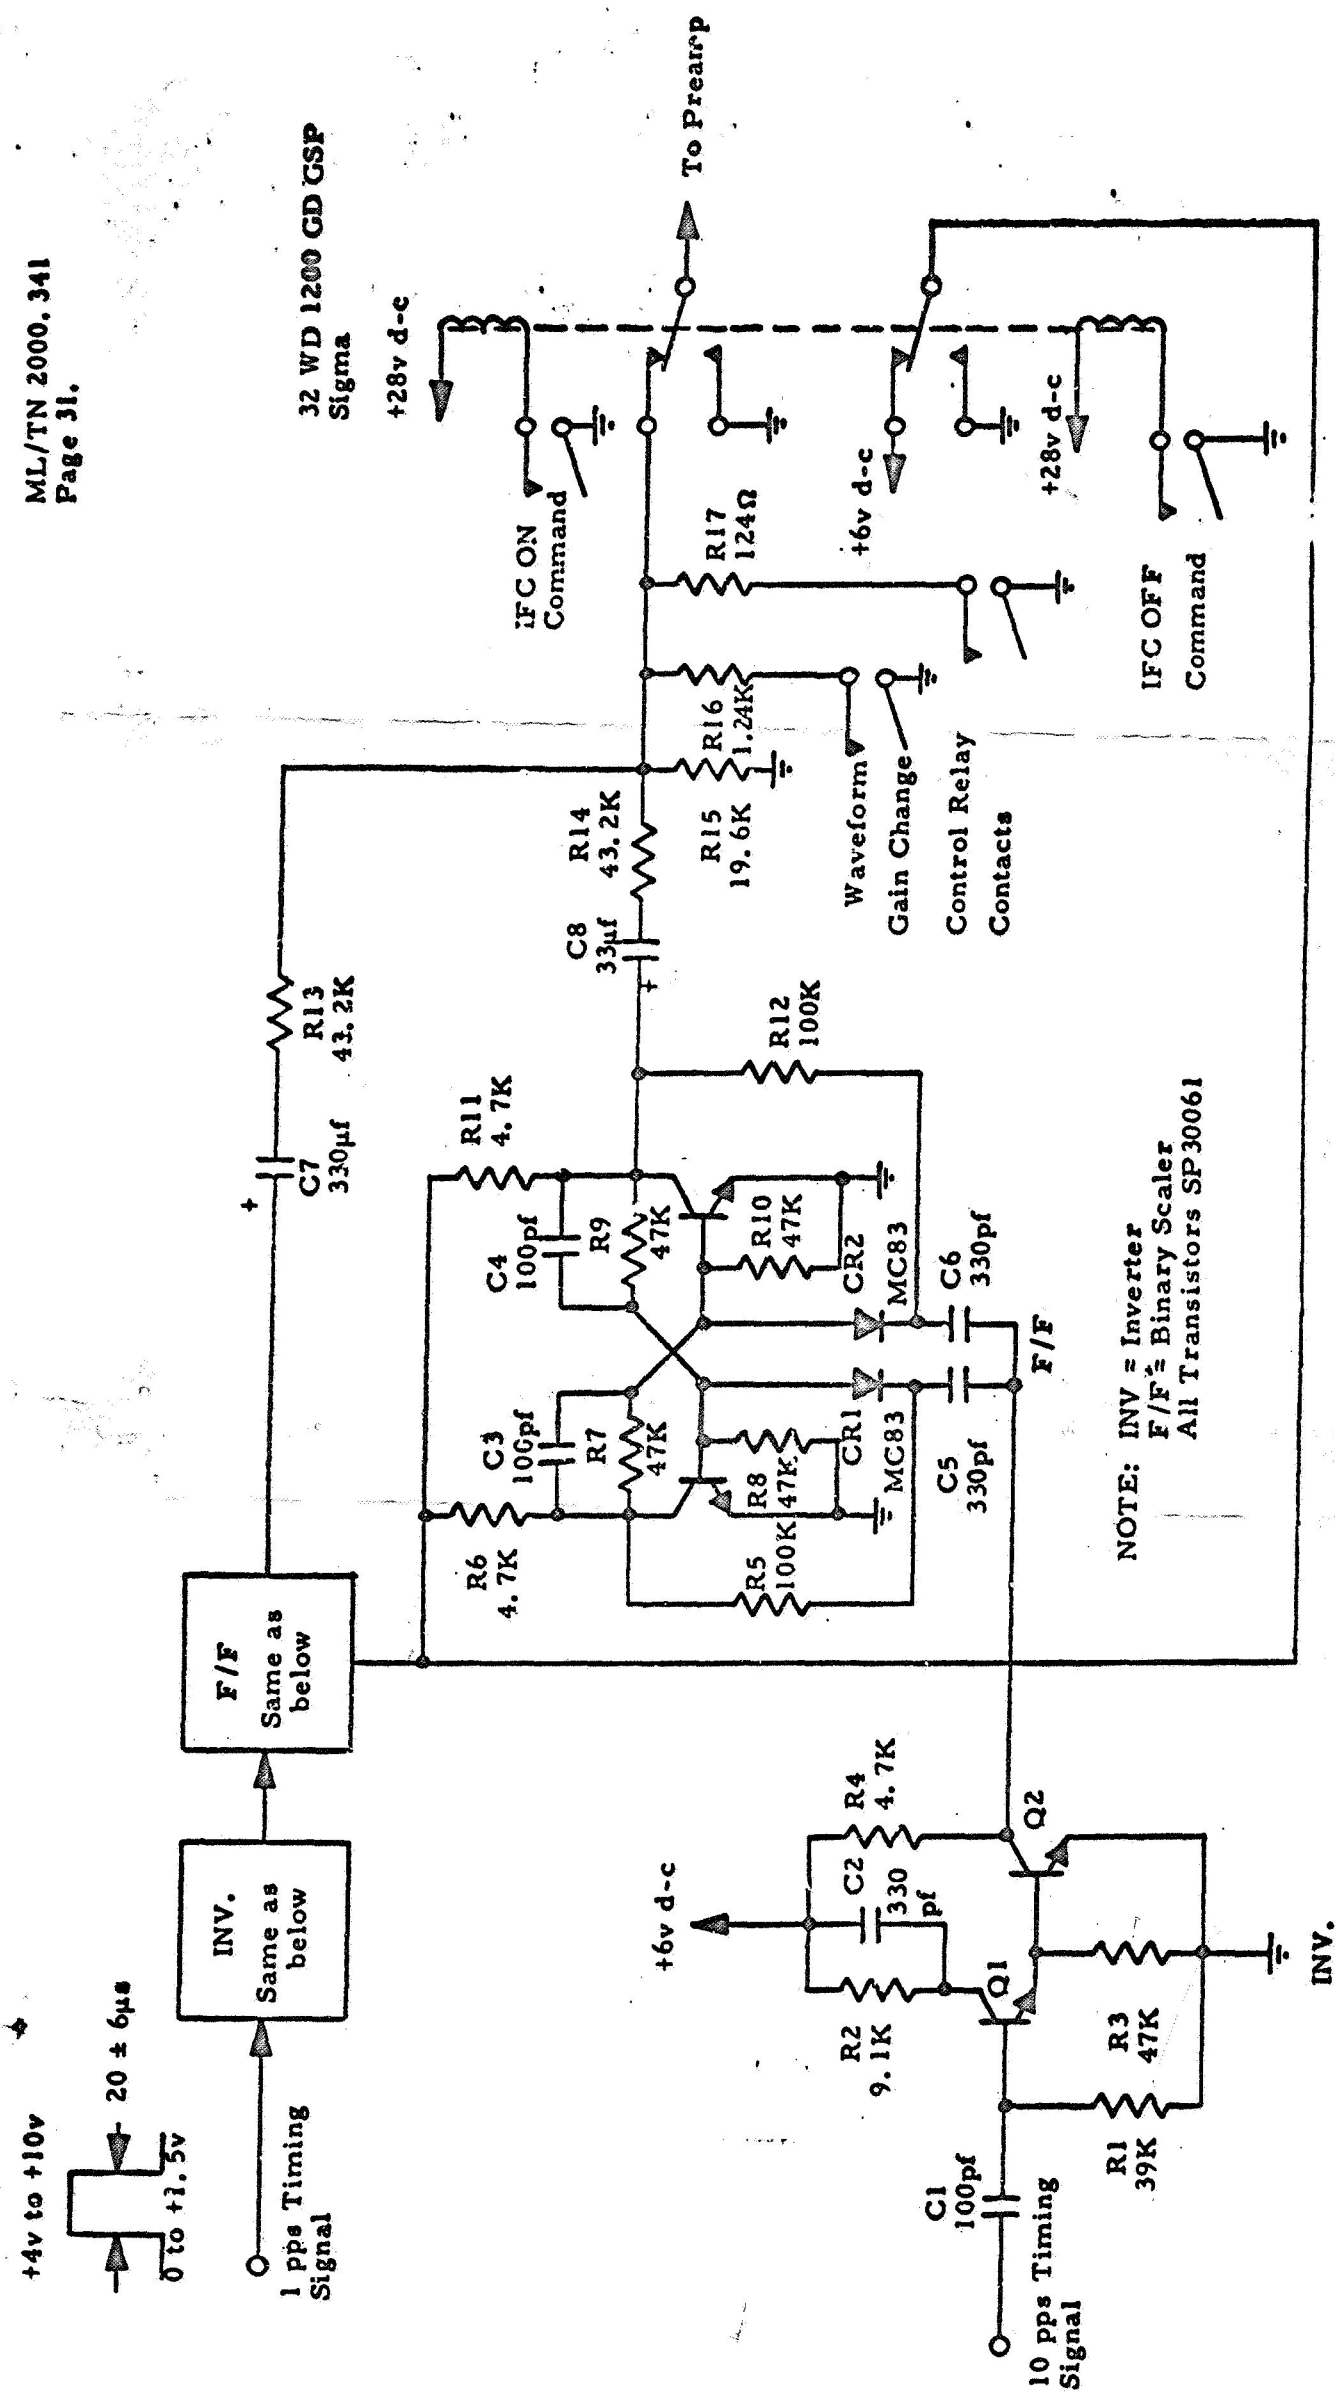 ML/TN 2000.341
Page 31.
32 WD 1200 GD GSP
Sigma
+28v d-c
IFC ON
Command
To Preamp
+6v d-c
+28v d-c
IFC OFF
Command
R17
124Ω
R16
1.24K
R15
19.6K
Waveform
Gain Change
Control Relay
Contacts
R14
43.2K
C8
33μf
+
R13
43.2K
C7
330μf
+
R12
100K
R11
4.7K
C4
100pf
R9
47K
R10
47K
CR2
MC83
C6
330pf
F/F
C3
100pf
R7
47K
R8
47K
CR1
MC83
C5
330pf
R6
4.7K
R5
100K
NOTE: INV = Inverter
F/F = Binary Scaler
All Transistors SP30061
F/F
Same as
below
INV.
Same as
below
+4v to +10v
20 ± 6μs
0 to +1.5v
1 pps Timing
Signal
+6v d-c
R4
4.7K
C2
330
pf
R2
9.1K
Q1
Q2
R3
47K
R1
39K
C1
100pf
10 pps Timing
Signal
INV.